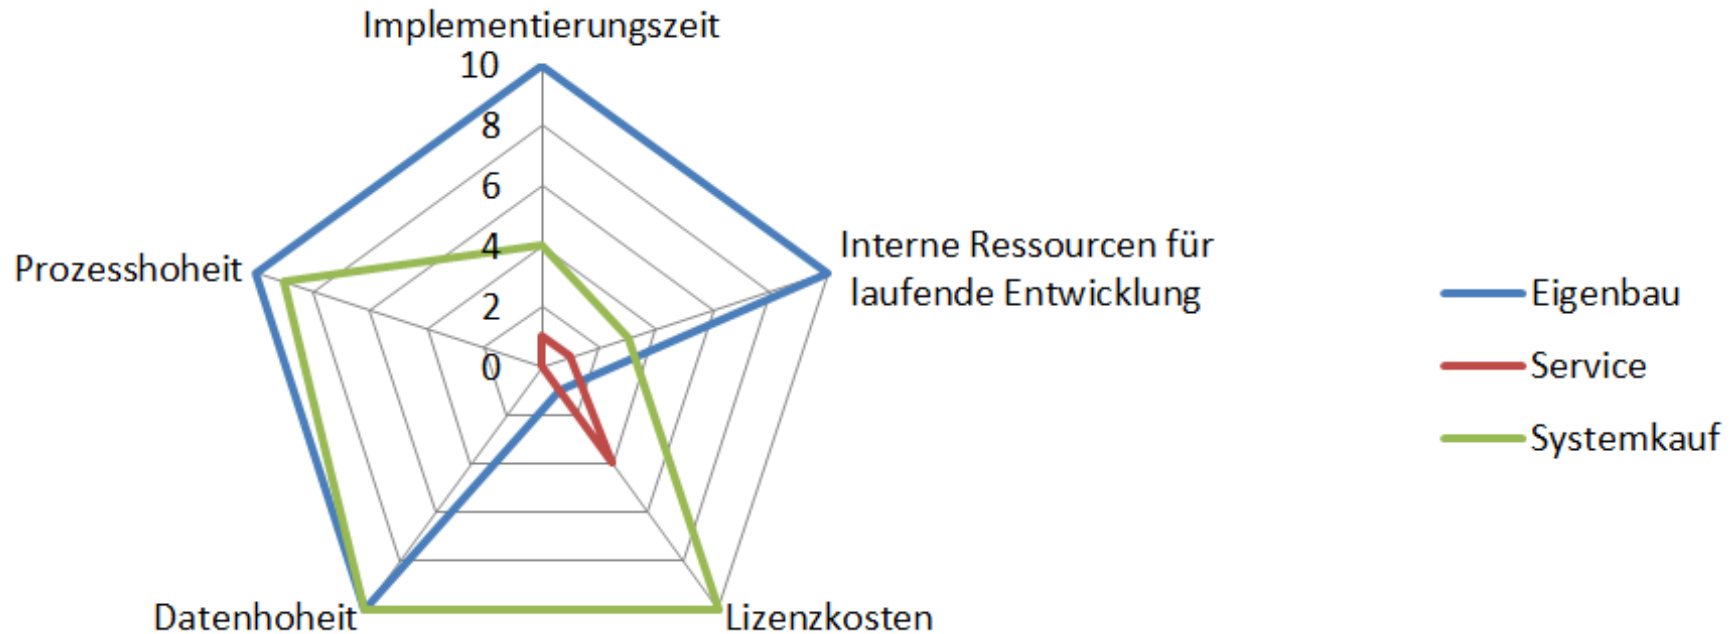 Implementierungszeit
10
8
6
4
2
0
Interne Ressourcen für
laufende Entwicklung
Prozesshoheit
Datenhoheit
Lizenzkosten
Eigenbau
Service
Systemkauf